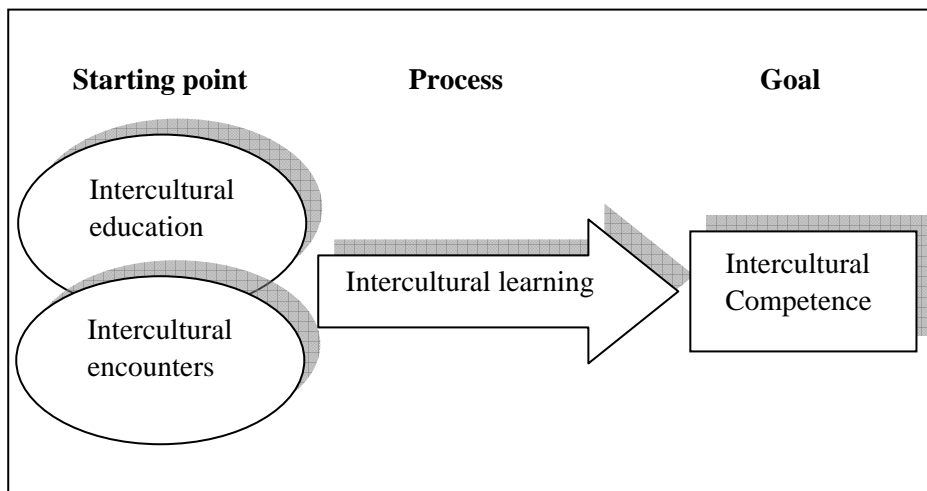 Starting point
Process
Goal
Intercultural
education
Intercultural
encounters
Intercultural learning
Intercultural
Competence